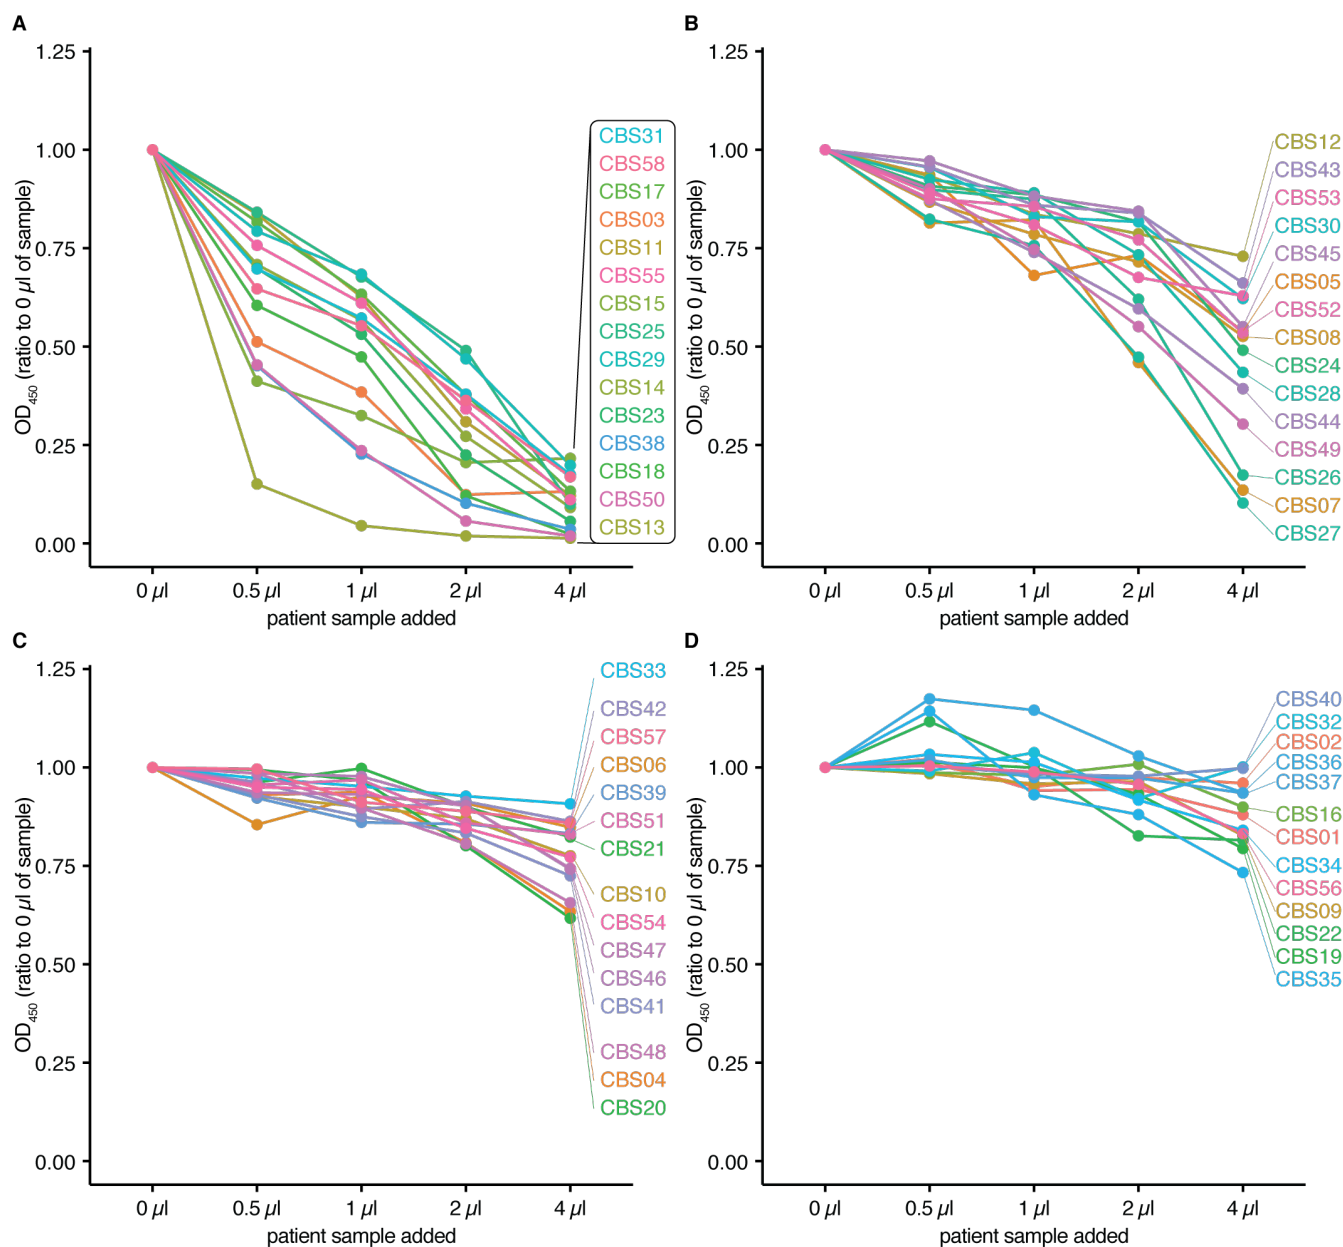 A
1.25
1.00
0.75
0.50
0.25
0.00
OD450 (ratio to 0 µl of sample)
0 µl
0.5 µl
1 µl
2 µl
4 µl
patient sample added
CBS31
CBS58
CBS17
CBS03
CBS11
CBS55
CBS15
CBS25
CBS29
CBS14
CBS23
CBS38
CBS18
CBS50
CBS13
B
1.25
1.00
0.75
0.50
0.25
0.00
OD450 (ratio to 0 µl of sample)
0 µl
0.5 µl
1 µl
2 µl
4 µl
patient sample added
CBS12
CBS43
CBS53
CBS30
CBS45
CBS05
CBS52
CBS08
CBS24
CBS28
CBS44
CBS49
CBS26
CBS07
CBS27
C
1.25
1.00
0.75
0.50
0.25
0.00
OD450 (ratio to 0 µl of sample)
0 µl
0.5 µl
1 µl
2 µl
4 µl
patient sample added
CBS33
CBS42
CBS57
CBS06
CBS39
CBS51
CBS21
CBS10
CBS54
CBS47
CBS46
CBS41
CBS48
CBS04
CBS20
D
1.25
1.00
0.75
0.50
0.25
0.00
OD450 (ratio to 0 µl of sample)
0 µl
0.5 µl
1 µl
2 µl
4 µl
patient sample added
CBS40
CBS32
CBS02
CBS36
CBS37
CBS16
CBS01
CBS34
CBS56
CBS09
CBS22
CBS19
CBS35